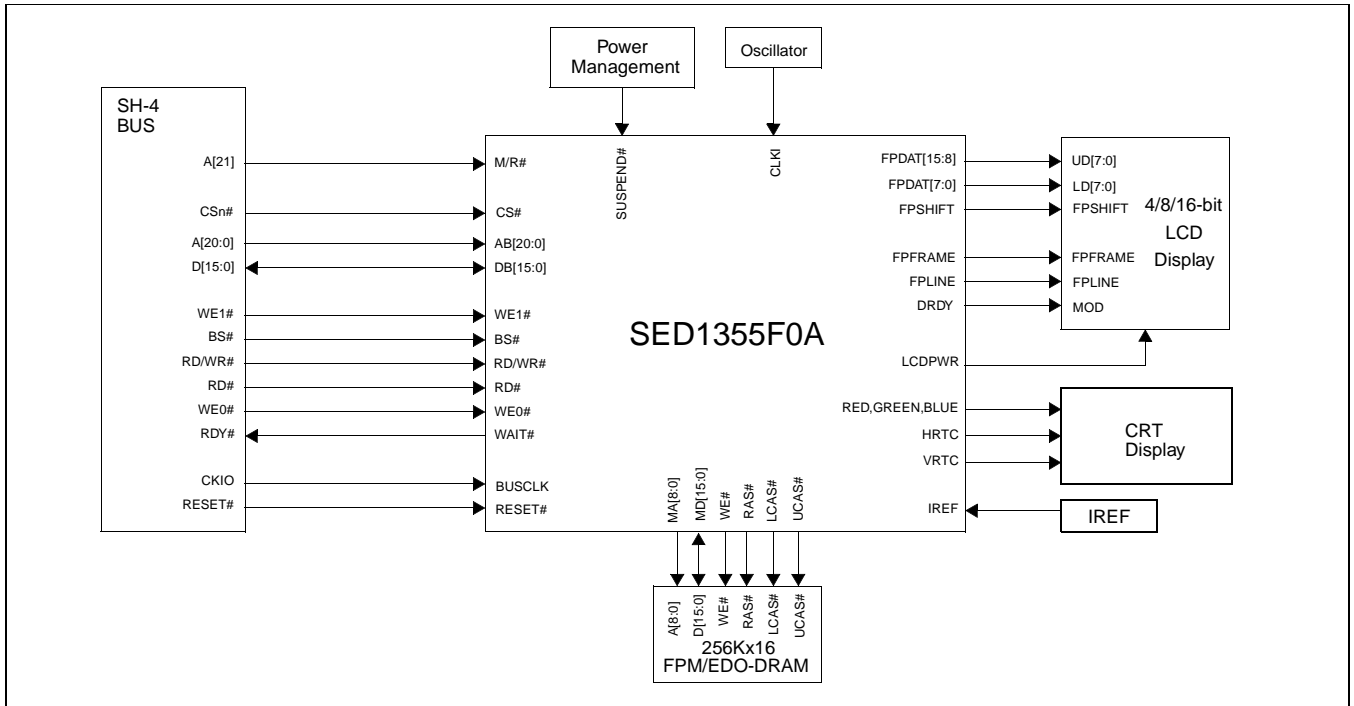 Power
Management
Oscillator
SH-4
BUS
A[21]
CSn#
A[20:0]
D[15:0]
WE1#
BS#
RD/WR#
RD#
WE0#
RDY#
CKIO
RESET#
M/R#
CS#
AB[20:0]
DB[15:0]
WE1#
BS#
RD/WR#
RD#
WE0#
WAIT#
BUSCLK
RESET#
SUSPEND#
CLKI
SED1355F0A
FPDAT[15:8]
FPDAT[7:0]
FPSHIFT
FPFRAME
FPLINE
DRDY
LCDPWR
RED,GREEN,BLUE
HRTC
VRTC
IREF
UD[7:0]
LD[7:0]
FPSHIFT
FPFRAME
FPLINE
MOD
4/8/16-bit
LCD
Display
CRT
Display
IREF
MA[8:0]
MD[15:0]
WE#
RAS#
LCAS#
UCAS#
A[8:0]
D[15:0]
WE#
RAS#
LCAS#
UCAS#
256Kx16
FPM/EDO-DRAM